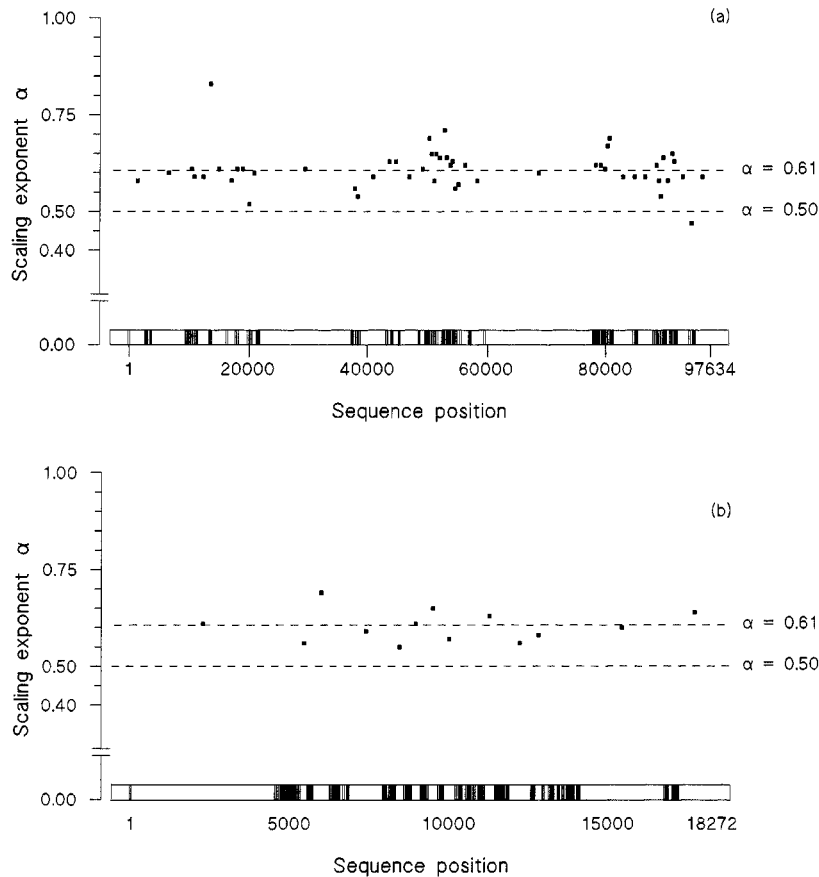 (a)
1.00
0.75
0.50
0.40
0.00
Scaling exponent α
α = 0.61
α = 0.50
1 20000 40000 60000 80000 97634
Sequence position
(b)
1.00
0.75
0.50
0.40
0.00
Scaling exponent α
α = 0.61
α = 0.50
1 5000 10000 15000 18272
Sequence position